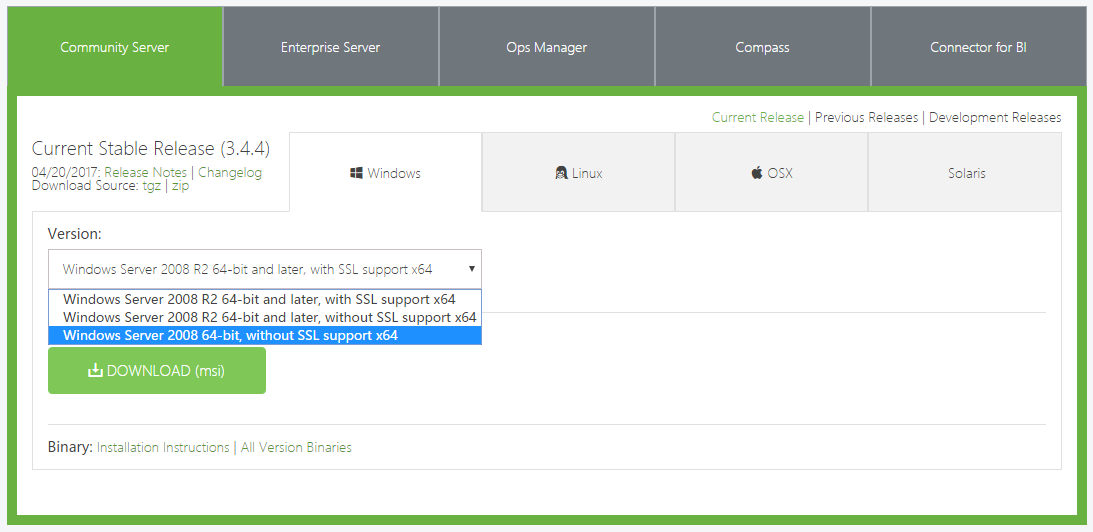 Community Server
Enterprise Server
Ops Manager
Compass
Connector for BI
Current Release | Previous Releases | Development Releases
Current Stable Release (3.4.4)
04/20/2017: Release Notes | Changelog
Download Source: tgz | zip
Windows
Linux
OSX
Solaris
Version:
Windows Server 2008 R2 64-bit and later, with SSL support x64
Windows Server 2008 R2 64-bit and later, with SSL support x64
Windows Server 2008 R2 64-bit and later, without SSL support x64
Windows Server 2008 64-bit, without SSL support x64
DOWNLOAD (msi)
Binary: Installation Instructions | All Version Binaries